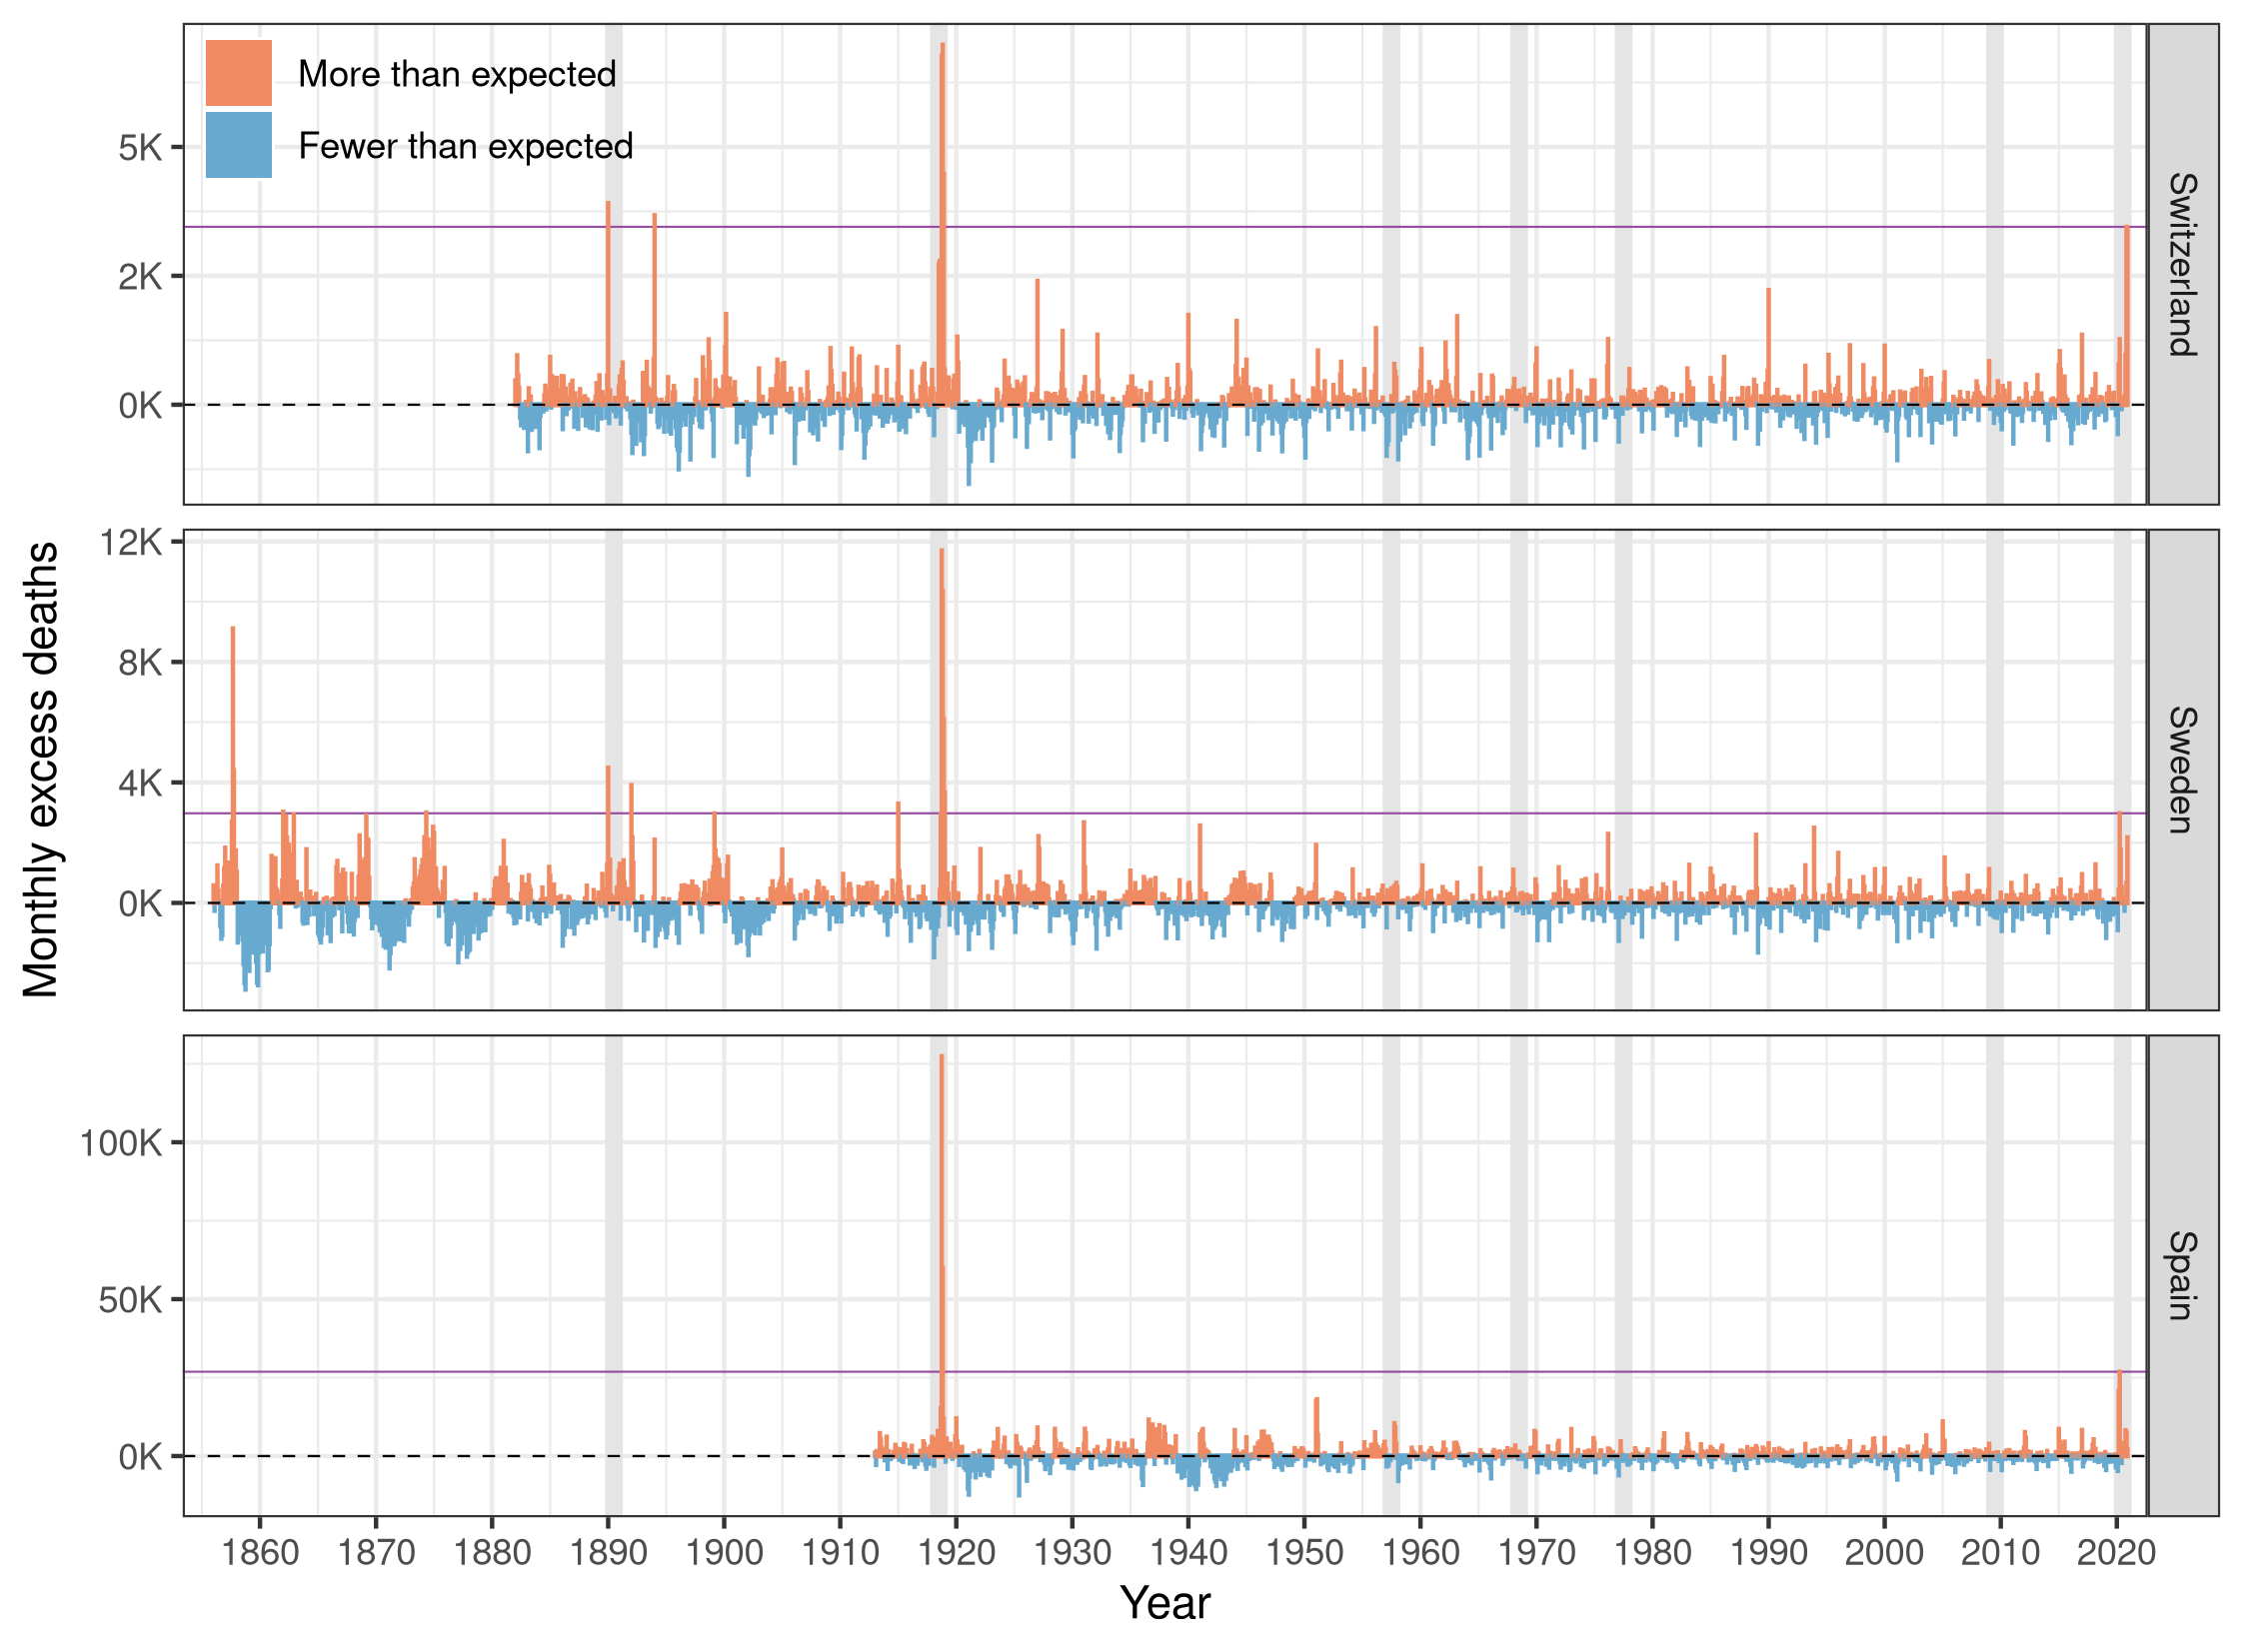 More than expected
Fewer than expected
5K
2K
0K
Switzerland
Monthly excess deaths
12K
8K
4K
0K
Sweden
100K
50K
0K
Spain
1860 1870 1880 1890 1900 1910 1920 1930 1940 1950 1960 1970 1980 1990 2000 2010 2020
Year